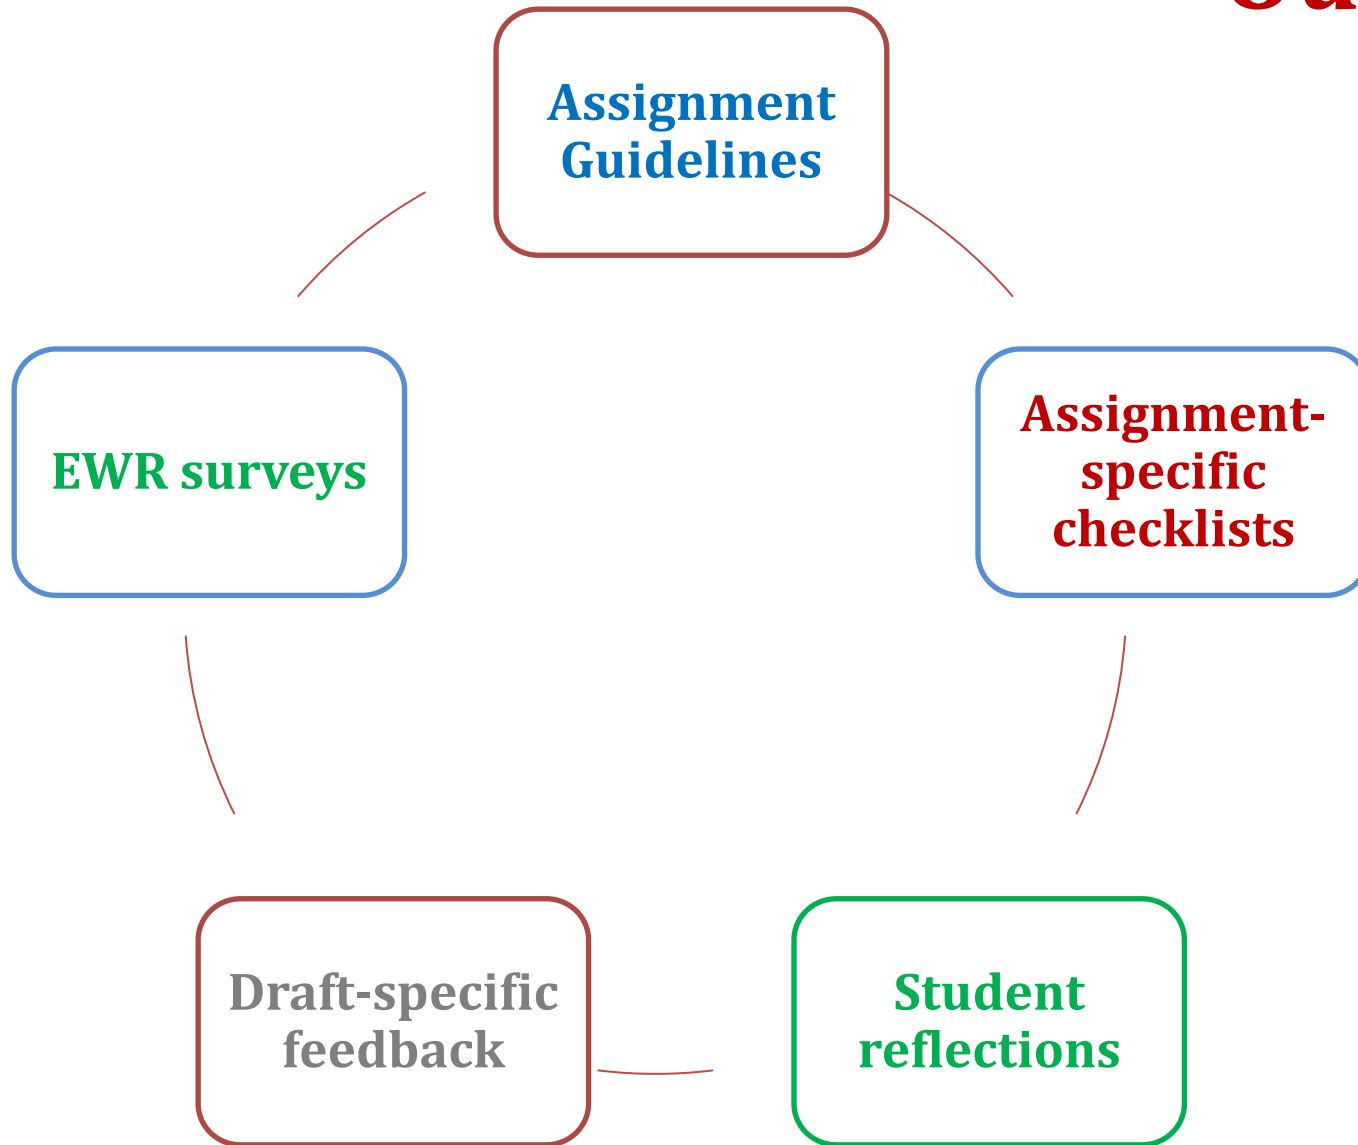 Assignment
Guidelines
EWR surveys
Assignment-
specific
checklists
Draft-specific
feedback
Student
reflections